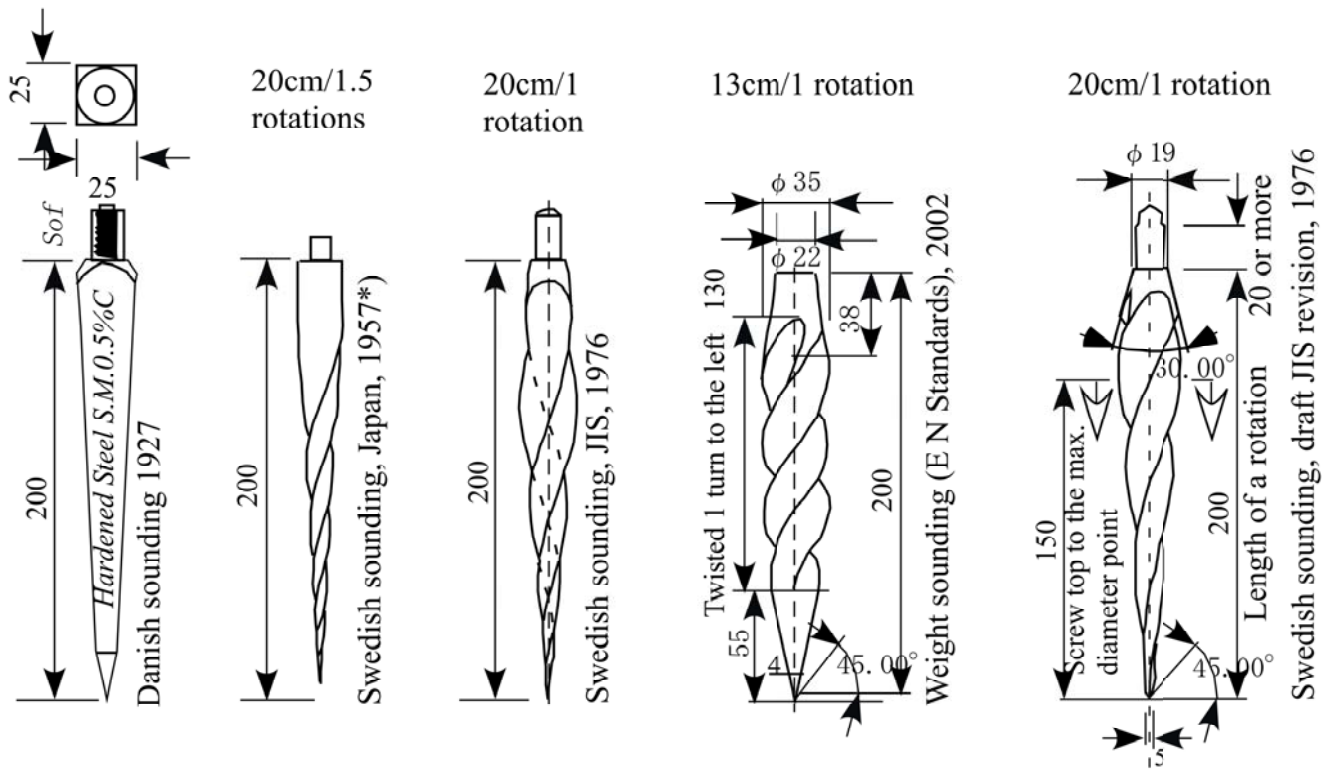 25
25
Sof
200
Hardened Steel S.M.0.5%C
Danish sounding 1927
20cm/1.5
rotations
200
Swedish sounding, Japan, 1957*)
20cm/1
rotation
200
Swedish sounding, JIS, 1976
13cm/1 rotation
φ 35
φ 22
Twisted 1 turn to the left 130
38
200
55
4
45.00°
Weight sounding (E N Standards), 2002
20cm/1 rotation
φ 19
20 or more
30.00°
150
Screw top to the max.
diameter point
200
Length of a rotation
45.00°
5
Swedish sounding, draft JIS revision, 1976